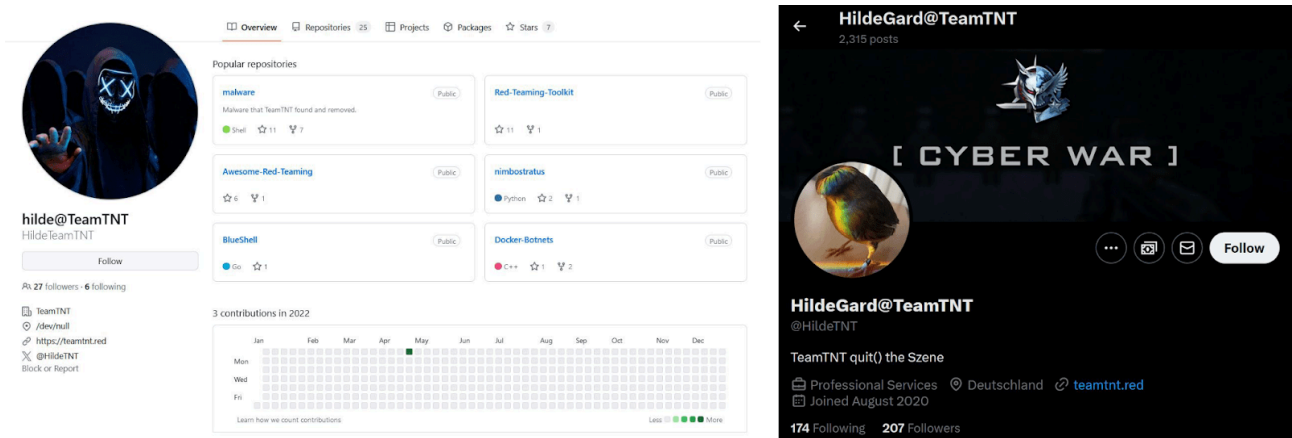 Overview Repositories 25 Projects Packages Stars 7
Popular repositories
malware Public
Malware that TeamTNT found and removed.
Shell 11 7
Red-Teaming-Toolkit Public
11 1
Awesome-Red-Teaming Public
6 1
nimbostratus Public
Python 2 1
BlueShell Public
Go 1
Docker-Botnets Public
C++ 1 2
hilde@TeamTNT
HildeTeamTNT
Follow
27 followers · 6 following
TeamTNT
/dev/null
https://teamtnt.red
@HildeTNT
Block or Report
3 contributions in 2022
Jan Feb Mar Apr May Jun Jul Aug Sep Oct Nov Dec
Mon
Wed
Fri
Learn how we count contributions Less More
HildeGard@TeamTNT
2,315 posts
[ CYBER WAR ]
Follow
HildeGard@TeamTNT
@HildeTNT
TeamTNT quit() the Szene
Professional Services Deutschland teamtnt.red
Joined August 2020
174 Following 207 Followers